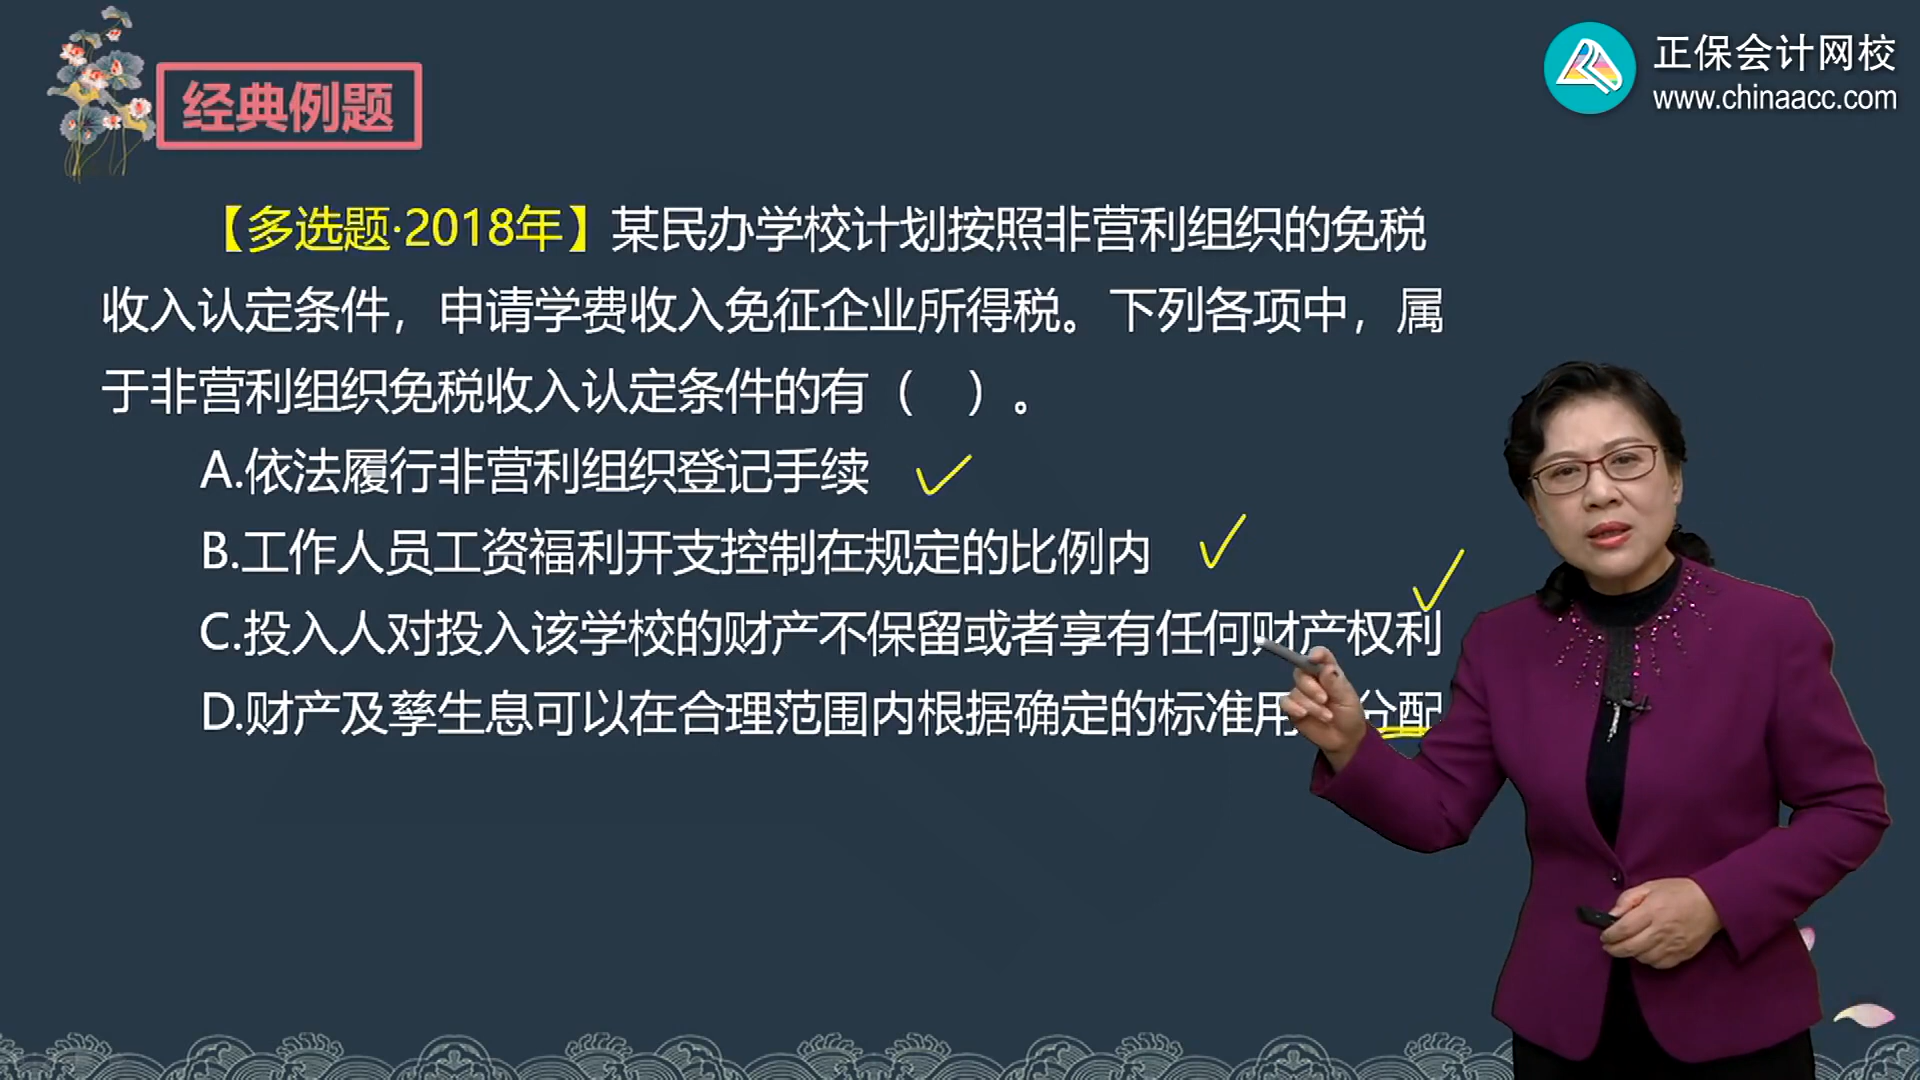 正保会计网校
www.chinaacc.com
经典例题
【多选题·2018年】某民办学校计划按照非营利组织的免税
收入认定条件，申请学费收入免征企业所得税。下列各项中，属
于非营利组织免税收入认定条件的有（　）。
A.依法履行非营利组织登记手续
B.工作人员工资福利开支控制在规定的比例内
C.投入人对投入该学校的财产不保留或者享有任何财产权利
D.财产及孳生息可以在合理范围内根据确定的标准用 分配